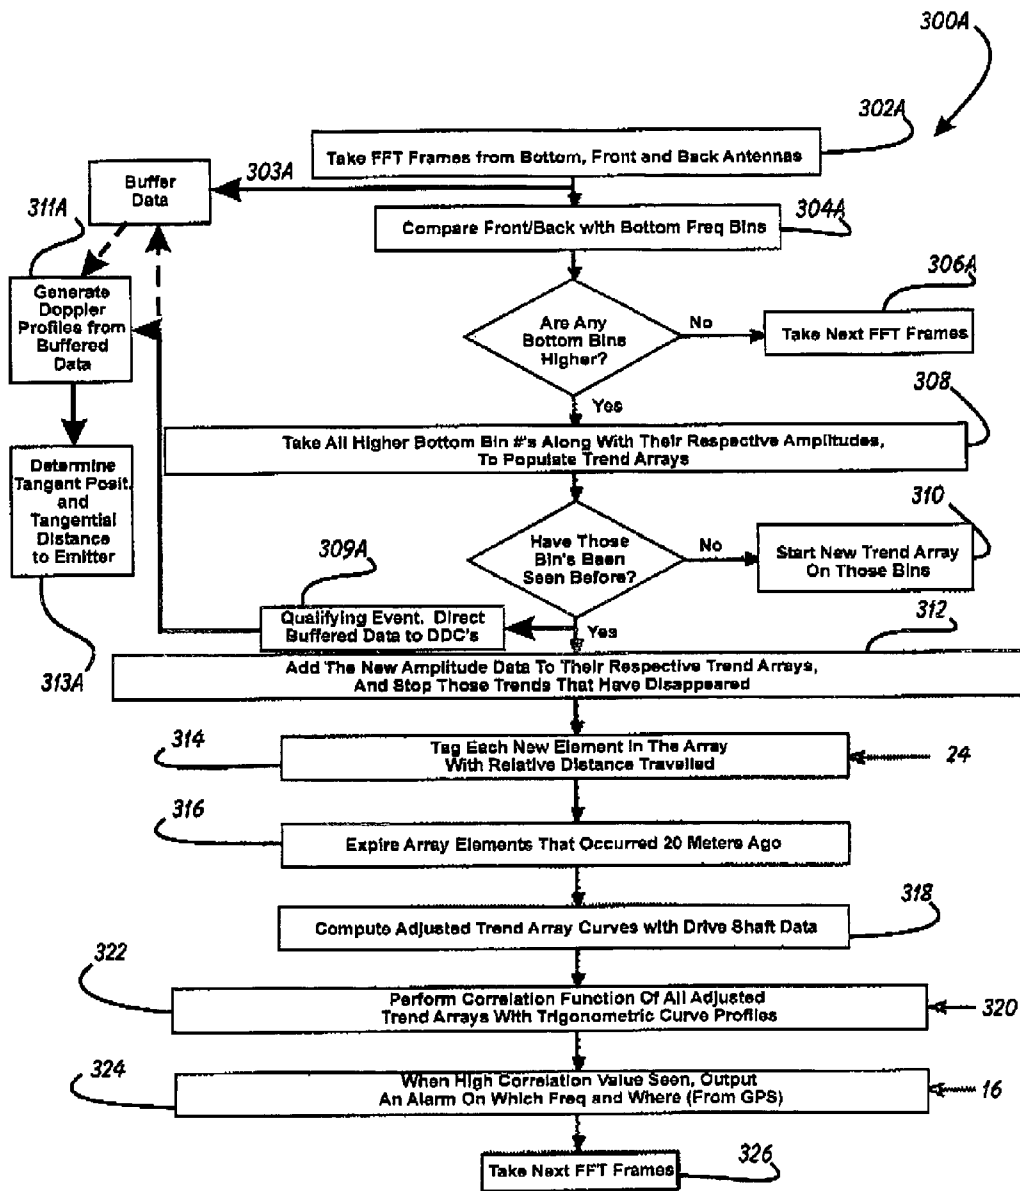 300A
302A
Take FFT Frames from Bottom, Front and Back Antennas
303A
Buffer
Data
311A
304A
Compare Front/Back with Bottom Freq Bins
306A
Generate
Doppler
Profiles from
Buffered
Data
Are Any
Bottom Bins
Higher?
No
Take Next FFT Frames
Yes
308
Take All Higher Bottom Bin #'s Along With Their Respective Amplitudes,
To Populate Trend Arrays
Determine
Tangent Posit.
and
Tangential
Distance
to Emitter
310
Have Those
Bin's Been
Seen Before?
No
Start New Trend Array
On Those Bins
309A
Qualifying Event. Direct
Buffered Data to DDC's
Yes
312
313A
Add The New Amplitude Data To Their Respective Trend Arrays,
And Stop Those Trends That Have Disappeared
314
Tag Each New Element In The Array
With Relative Distance Travelled
24
316
Expire Array Elements That Occurred 20 Meters Ago
318
Compute Adjusted Trend Array Curves with Drive Shaft Data
322
Perform Correlation Function Of All Adjusted
Trend Arrays With Trigonometric Curve Profiles
320
324
When High Correlation Value Seen, Output
An Alarm On Which Freq and Where (From GPS)
16
Take Next FFT Frames
326